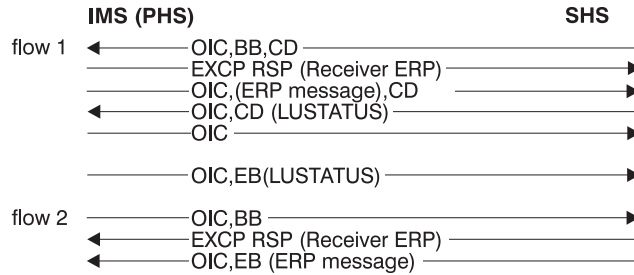 IMS (PHS) SHS
flow 1 OIC,BB,CD
EXCP RSP (Receiver ERP)
OIC,(ERP message),CD
OIC,CD (LUSTATUS)
OIC
OIC,EB(LUSTATUS)
flow 2 OIC,BB
EXCP RSP (Receiver ERP)
OIC,EB (ERP message)